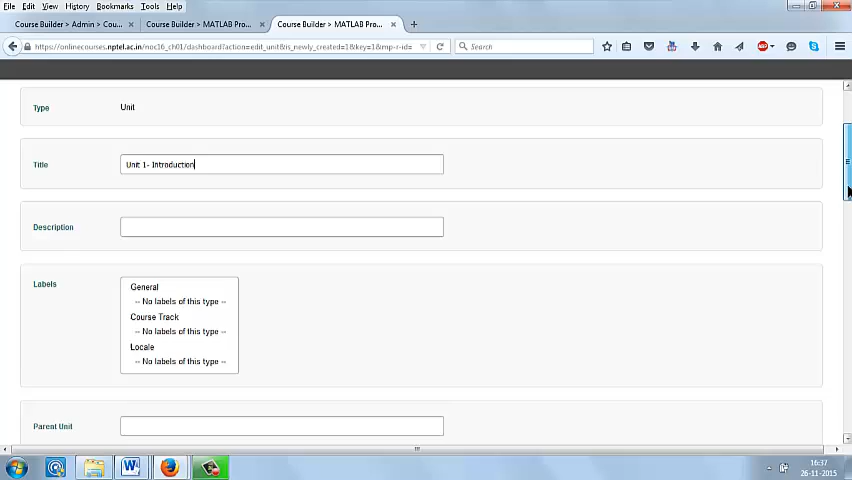 File Edit View History Bookmarks Tools Help
Course Builder > Admin > Cou... Course Builder > MATLAB Pro... Course Builder > MATLAB Pro...
https://onlinecourses.nptel.ac.in/noc16_ch01/dashboard?action=edit_unit&is_newly_created=1&key=1&mp-r-id= Search
Type Unit
Title Unit 1- Introduction
Description
Labels General
-- No labels of this type --
Course Track
-- No labels of this type --
Locale
-- No labels of this type --
Parent Unit
16:37
26-11-2015